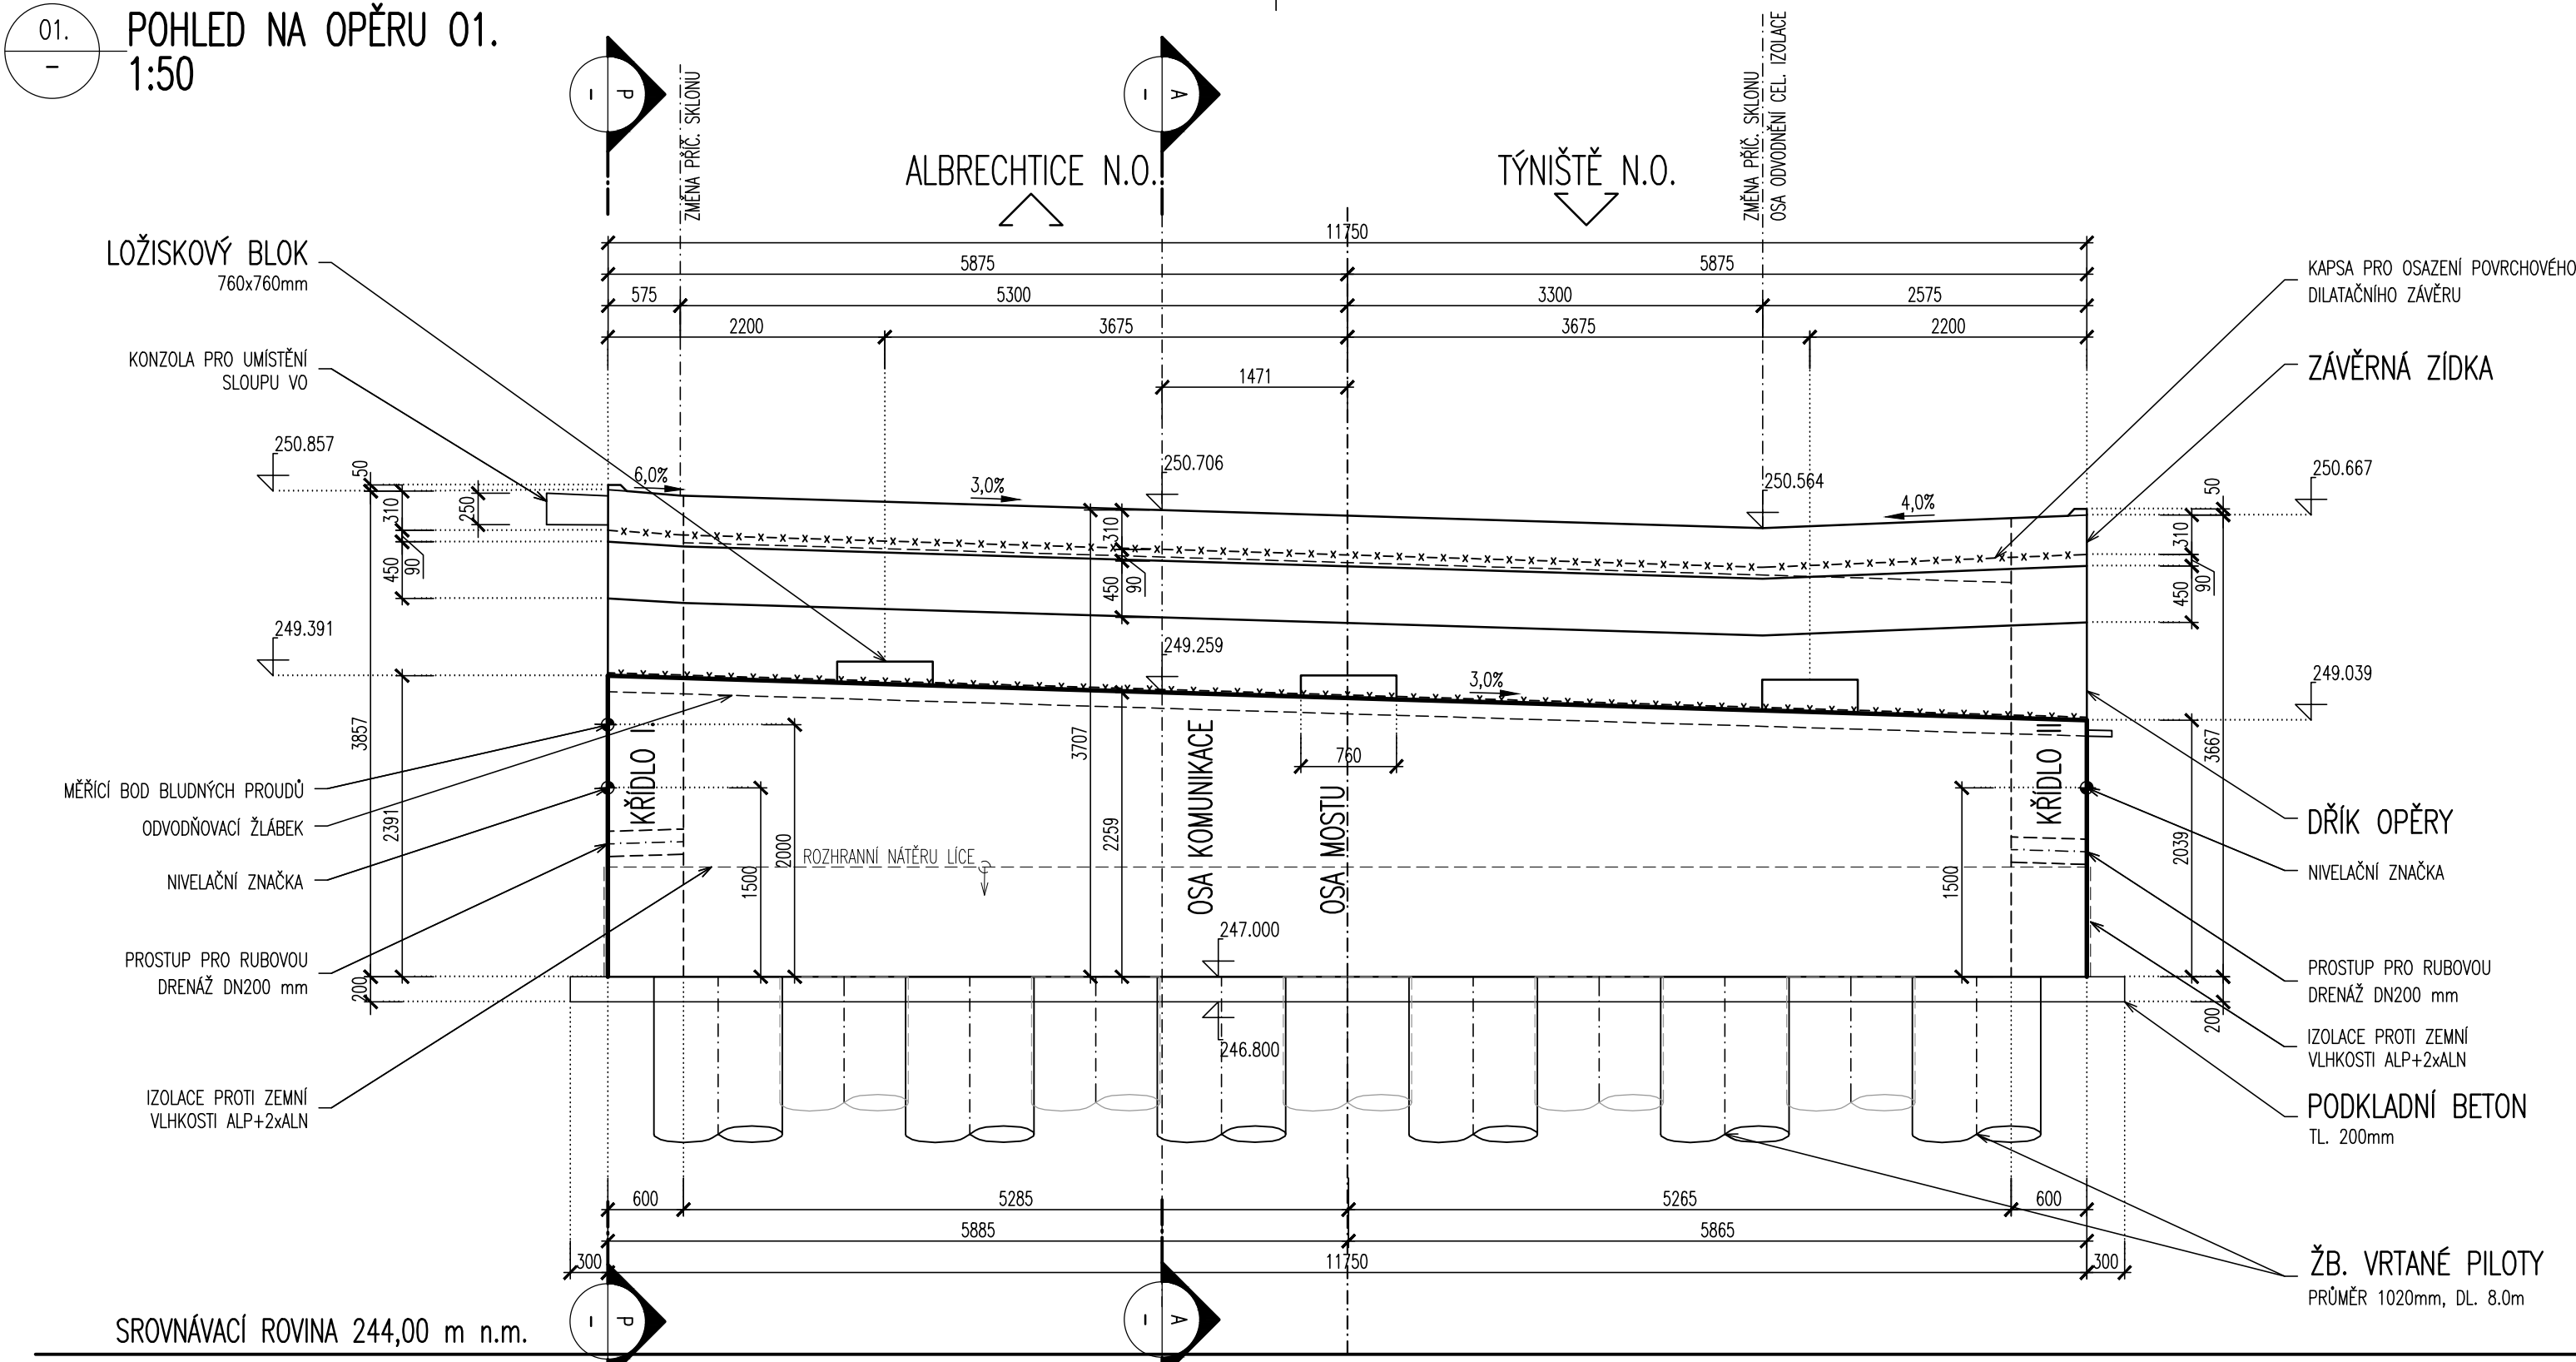 01.
–
POHLED NA OPĚRU 01.
1:50
P
–
A
–
ZMĚNA PŘÍČ. SKLONU
ZMĚNA PŘÍČ. SKLONU
OSA ODVODNĚNÍ CEL. IZOLACE
ALBRECHTICE N.O.
TÝNIŠTĚ N.O.
11750
5875
5875
575
5300
3300
2575
2200
3675
3675
2200
1471
LOŽISKOVÝ BLOK
760x760mm
KONZOLA PRO UMÍSTĚNÍ
SLOUPU VO
KAPSA PRO OSAZENÍ POVRCHOVÉHO
DILATAČNÍHO ZÁVĚRU
ZÁVĚRNÁ ZÍDKA
250.857
250.706
250.564
250.667
6,0%
3,0%
4,0%
50
310
250
450
90
310
450
90
50
310
450
90
249.391
249.259
249.039
3,0%
3857
2391
3707
2259
2000
1500
760
1500
2039
3667
KŘÍDLO I.
KŘÍDLO II
OSA KOMUNIKACE
OSA MOSTU
ROZHRANNÍ NÁTĚRU LÍCE
MĚŘÍCÍ BOD BLUDNÝCH PROUDŮ
ODVODŇOVACÍ ŽLÁBEK
NIVELAČNÍ ZNAČKA
PROSTUP PRO RUBOVOU
DRENÁŽ DN200 mm
IZOLACE PROTI ZEMNÍ
VLHKOSTI ALP+2xALN
DŘÍK OPĚRY
NIVELAČNÍ ZNAČKA
PROSTUP PRO RUBOVOU
DRENÁŽ DN200 mm
IZOLACE PROTI ZEMNÍ
VLHKOSTI ALP+2xALN
PODKLADNÍ BETON
TL. 200mm
ŽB. VRTANÉ PILOTY
PRŮMĚR 1020mm, DL. 8.0m
247.000
246.800
200
200
600
5285
5265
600
5885
5865
300
11750
300
P
–
A
–
SROVNÁVACÍ ROVINA 244,00 m n.m.